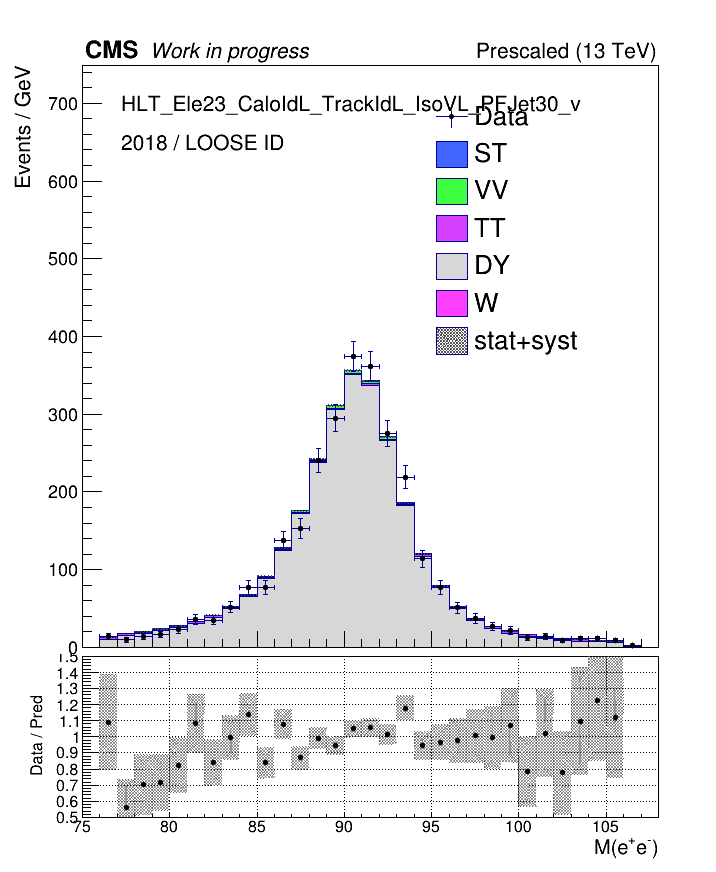 CMS Work in progress Prescaled (13 TeV)
Events / GeV
HLT_Ele23_CaloIdL_TrackIdL_IsoVL_PFJet30_v
2018 / LOOSE ID
Data
ST
VV
TT
DY
W
stat+syst
700
600
500
400
300
200
100
0
Data / Pred
1.5
1.4
1.3
1.2
1.1
1
0.9
0.8
0.7
0.6
0.5
75 80 85 90 95 100 105
M(e⁺e⁻)